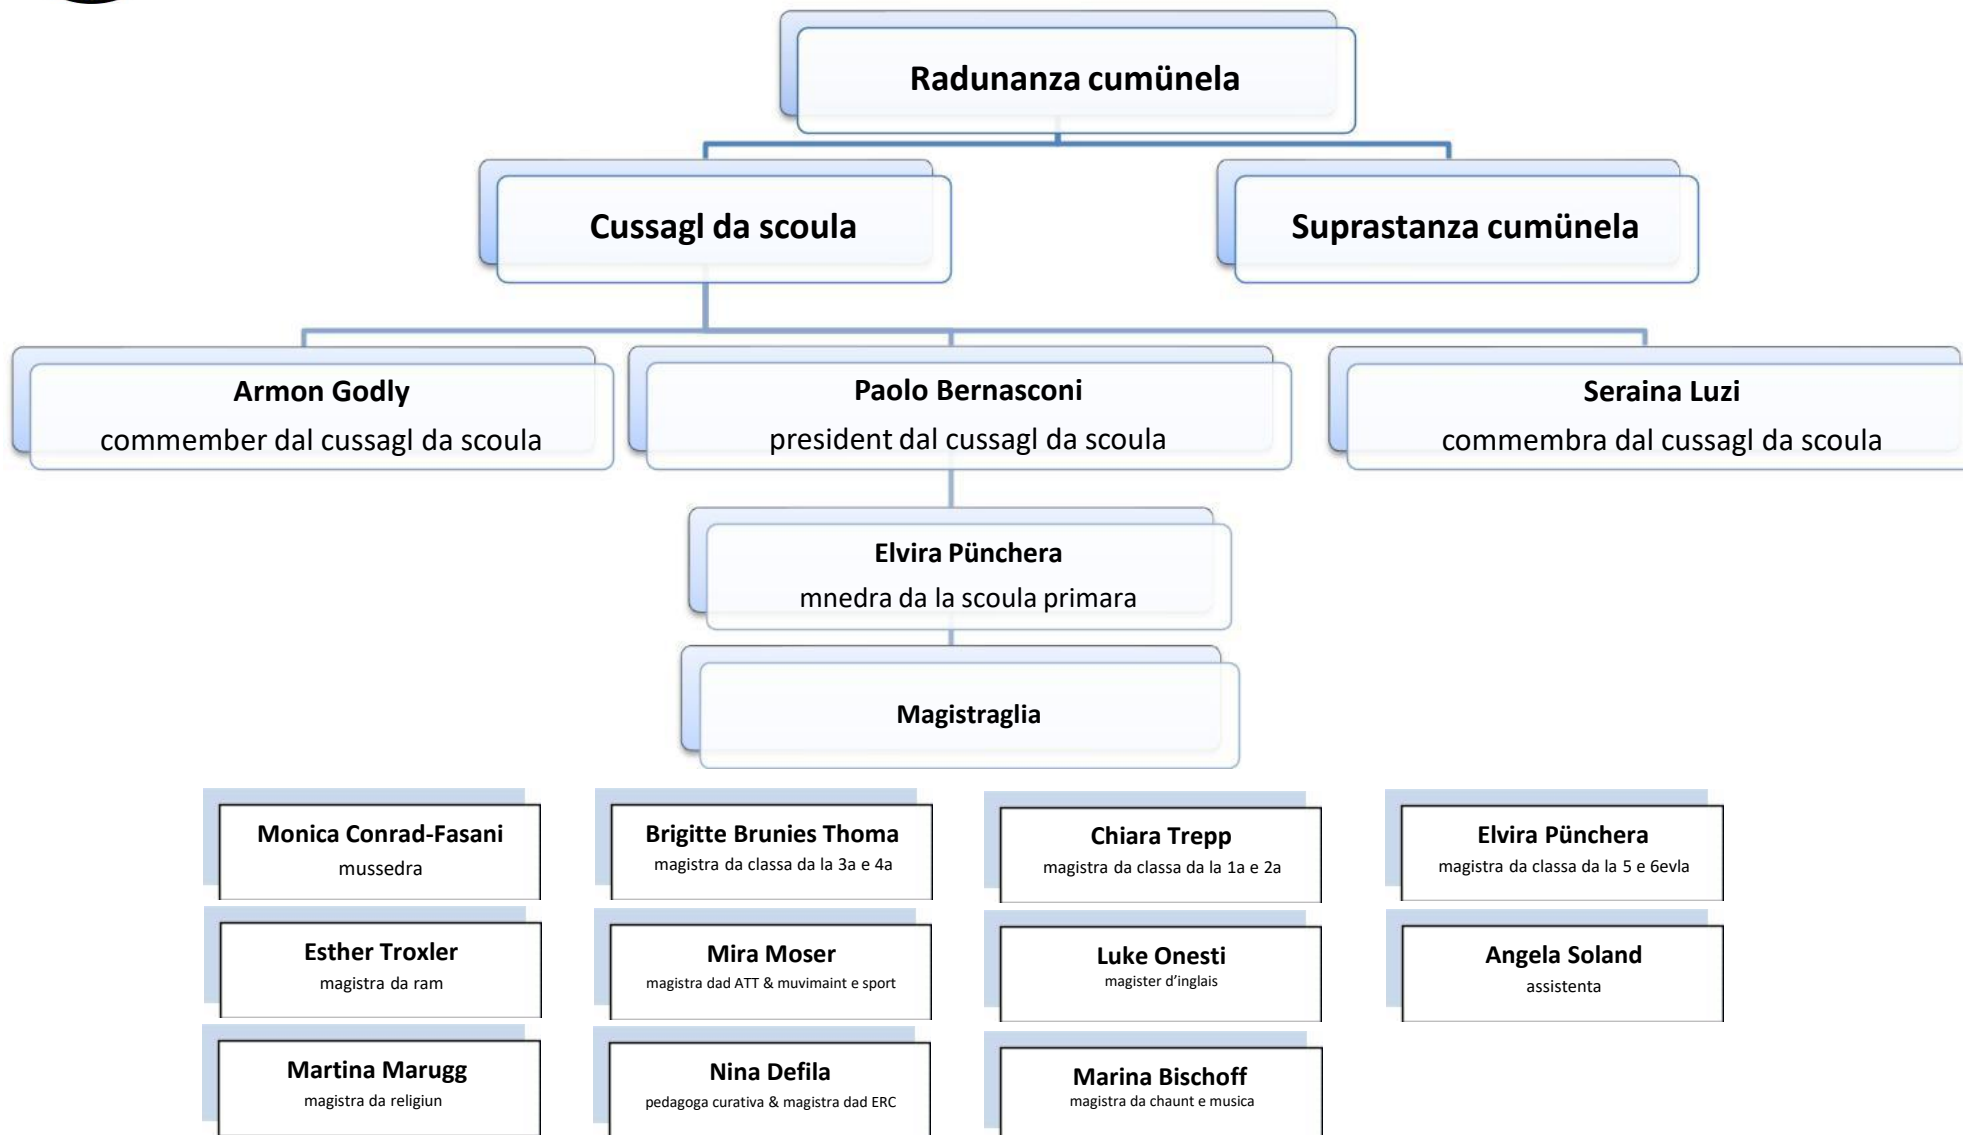 Radunanza cumünela
Cussagl da scoula
Suprastanza cumünela
Armon Godly
commember dal cussagl da scoula
Paolo Bernasconi
president dal cussagl da scoula
Seraina Luzi
commembra dal cussagl da scoula
Elvira Pünchera
mnedra da la scoula primara
Magistraglia
Monica Conrad-Fasani
mussedra
Brigitte Brunies Thoma
magistra da classa da la 3a e 4a
Chiara Trepp
magistra da classa da la 1a e 2a
Elvira Pünchera
magistra da classa da la 5 e 6evla
Esther Troxler
magistra da ram
Mira Moser
magistra dad ATT & muvimaint e sport
Luke Onesti
magister d’inglais
Angela Soland
assistenta
Martina Marugg
magistra da religiun
Nina Defila
pedagoga curativa & magistra dad ERC
Marina Bischoff
magistra da chaunt e musica